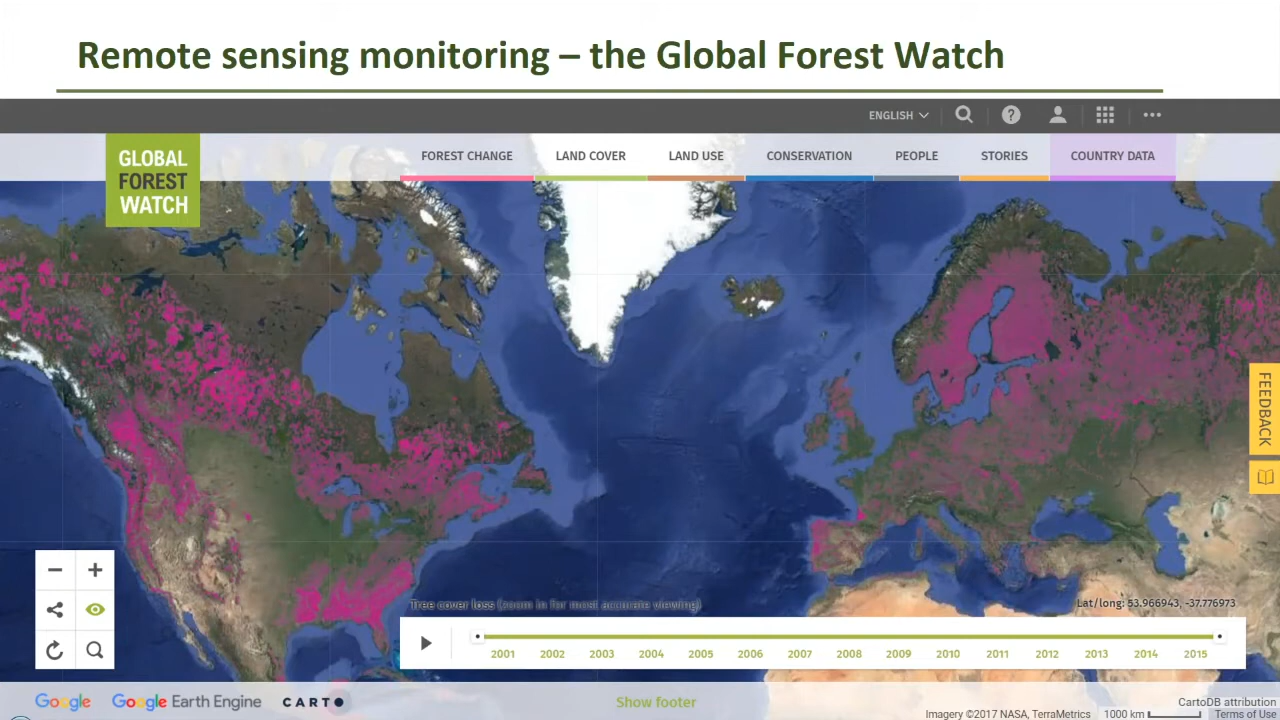 Remote sensing monitoring – the Global Forest Watch
ENGLISH
GLOBAL
FOREST
WATCH
FOREST CHANGE
LAND COVER
LAND USE
CONSERVATION
PEOPLE
STORIES
COUNTRY DATA
FEEDBACK
Tree cover loss (zoom in for most accurate viewing)
Lat/long: 53.966943, -37.776973
2001 2002 2003 2004 2005 2006 2007 2008 2009 2010 2011 2012 2013 2014 2015
Google
Google Earth Engine
CARTO
Show footer
CartoDB attribution
Imagery ©2017 NASA, TerraMetrics
1000 km
Terms of Use